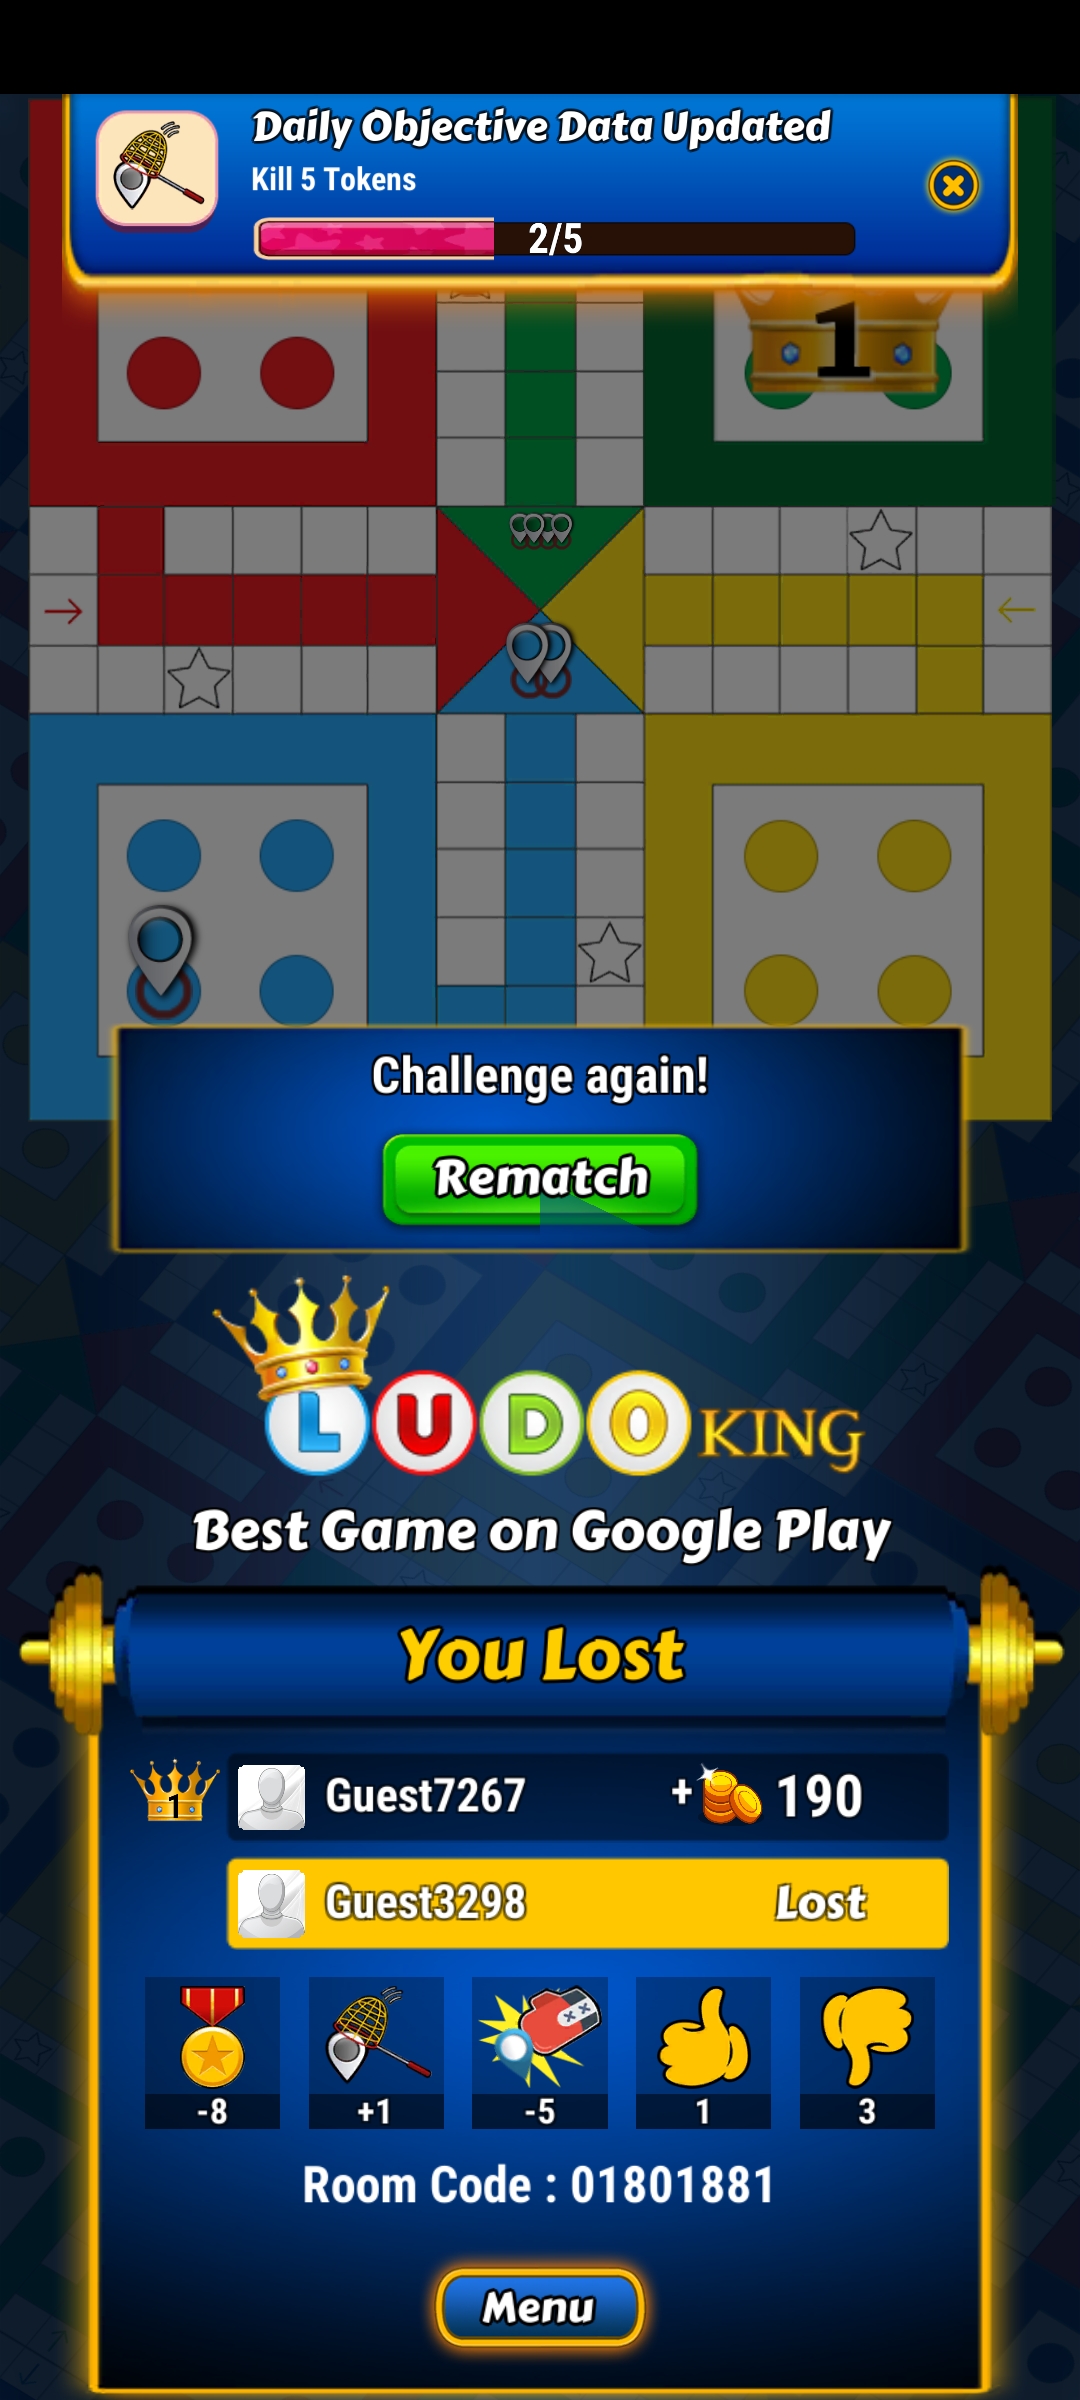 Daily Objective Data Updated
Kill 5 Tokens
2/5
1
Challenge again!
Rematch
LUDO KING
Best Game on Google Play
You Lost
1 Guest7267 + 190
Guest3298 Lost
-8 +1 -5 1 3
Room Code : 01801881
Menu